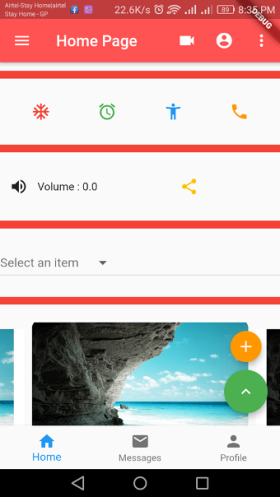 Airtel-Stay Home|airtel
Stay Home - GP
22.6K/s
89
8:36 PM
DEBUG
Home Page
Volume : 0.0
Select an item
Home
Messages
Profile